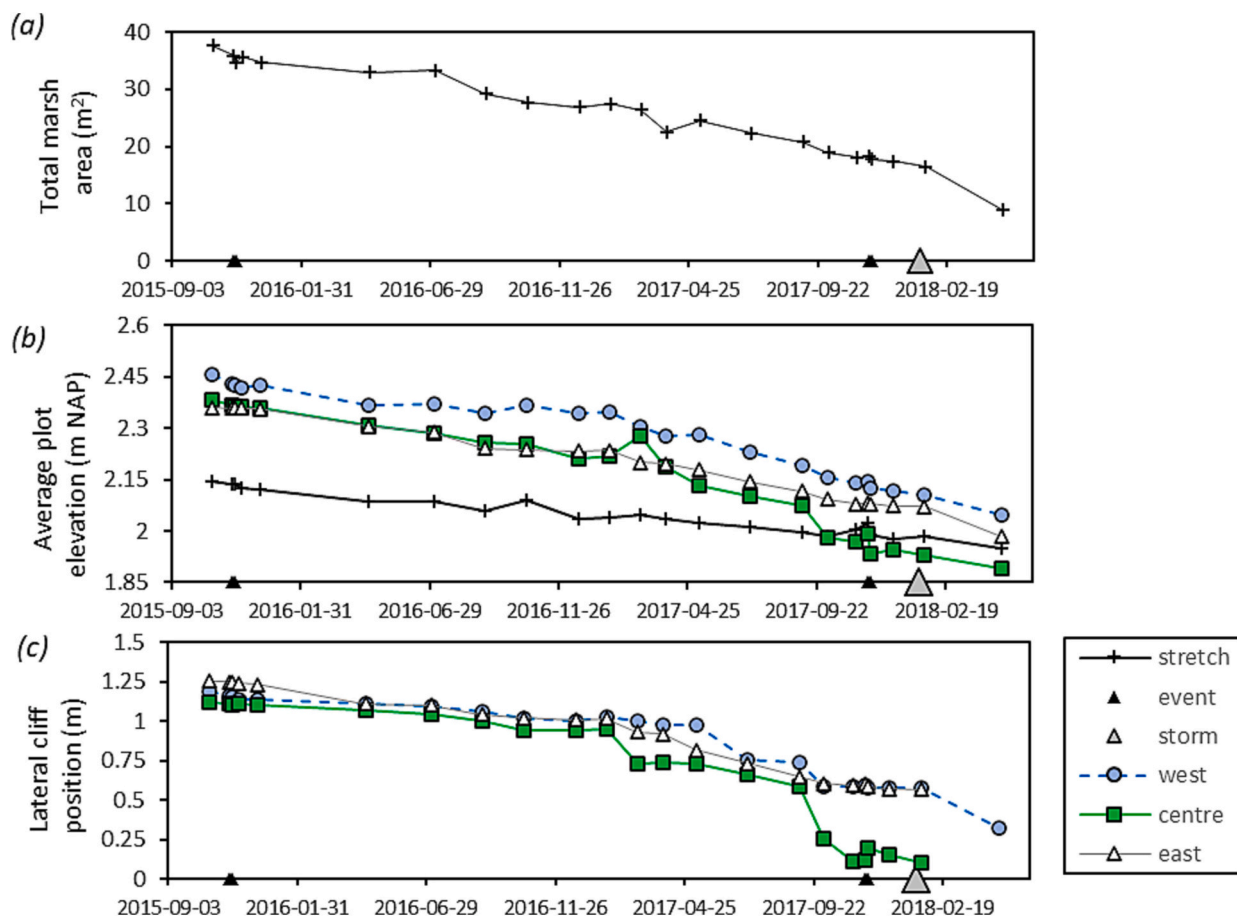 (a)
Total marsh
area (m²)
40
30
20
10
0
2015-09-03 2016-01-31 2016-06-29 2016-11-26 2017-04-25 2017-09-22 2018-02-19
(b)
Average plot
elevation (m NAP)
2.6
2.45
2.3
2.15
2
1.85
2015-09-03 2016-01-31 2016-06-29 2016-11-26 2017-04-25 2017-09-22 2018-02-19
(c)
Lateral cliff
position (m)
1.5
1.25
1
0.75
0.5
0.25
0
2015-09-03 2016-01-31 2016-06-29 2016-11-26 2017-04-25 2017-09-22 2018-02-19
stretch
event
storm
west
centre
east